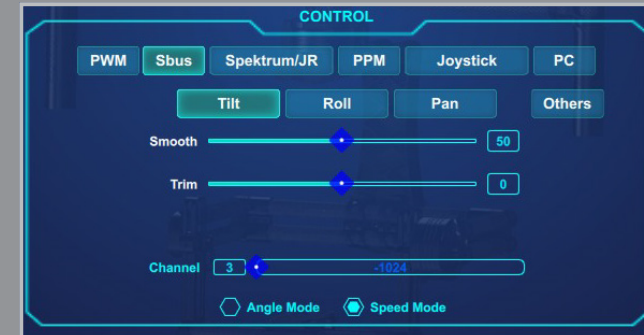 CONTROL
PWM Sbus Spektrum/JR PPM Joystick PC
Tilt Roll Pan Others
Smooth 50
Trim 0
Channel 3 -1024
Angle Mode Speed Mode